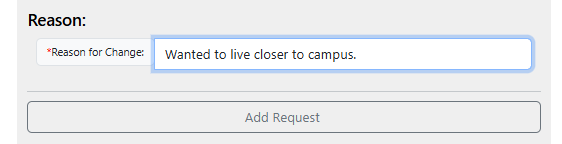 Reason:
*Reason for Change: Wanted to live closer to campus.
Add Request